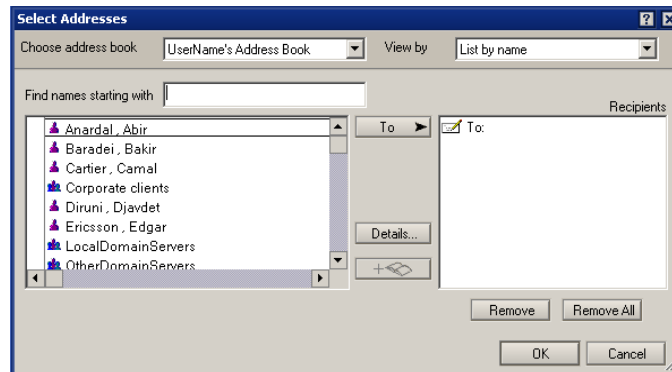 Select Addresses
Choose address book UserName's Address Book View by List by name
Find names starting with
Recipients
Anardal , Abir
Baradei , Bakir
Cartier , Camal
Corporate clients
Diruni , Djavdet
Ericsson , Edgar
LocalDomainServers
OtherDomainServers
To
Details...
To:
Remove Remove All
OK Cancel